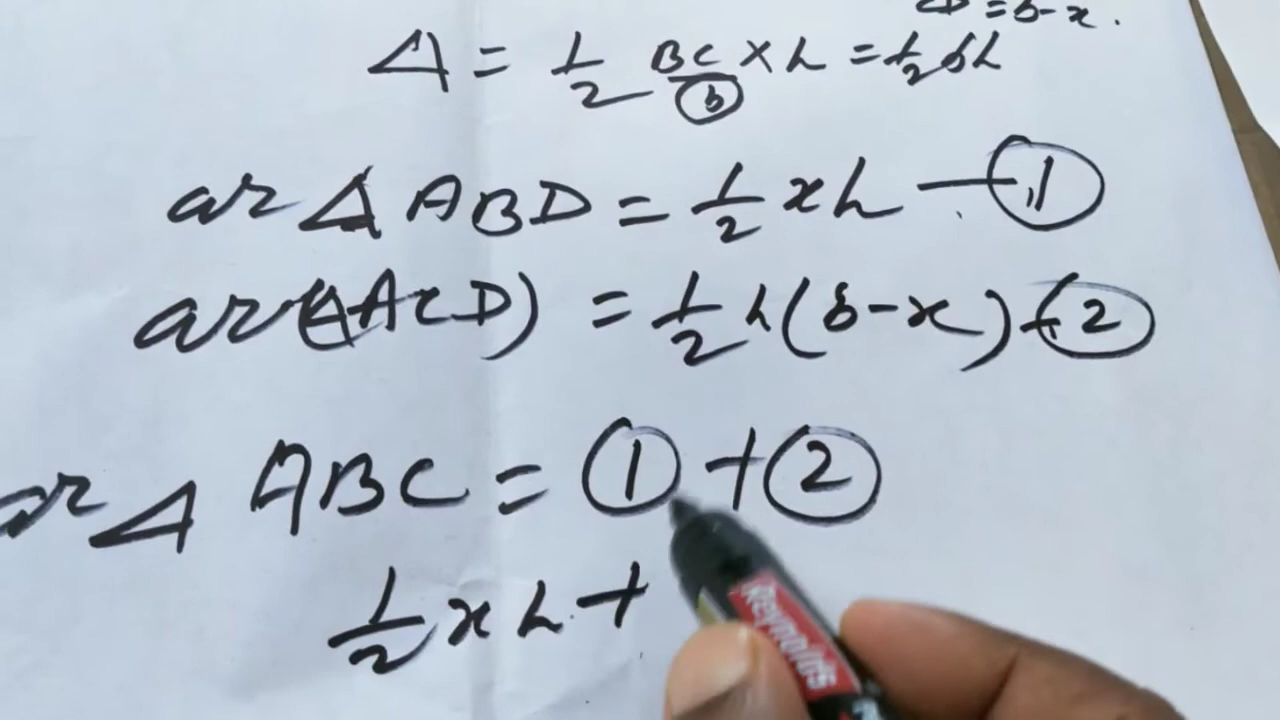 = b-x.
Δ = 1/2 BC × h = 1/2 bh
b
ar Δ ABD = 1/2 xh — ①
ar(ΔACD) = 1/2 h(b-x) — ②
ar Δ ABC = ① + ②
1/2 xh +
Reynolds